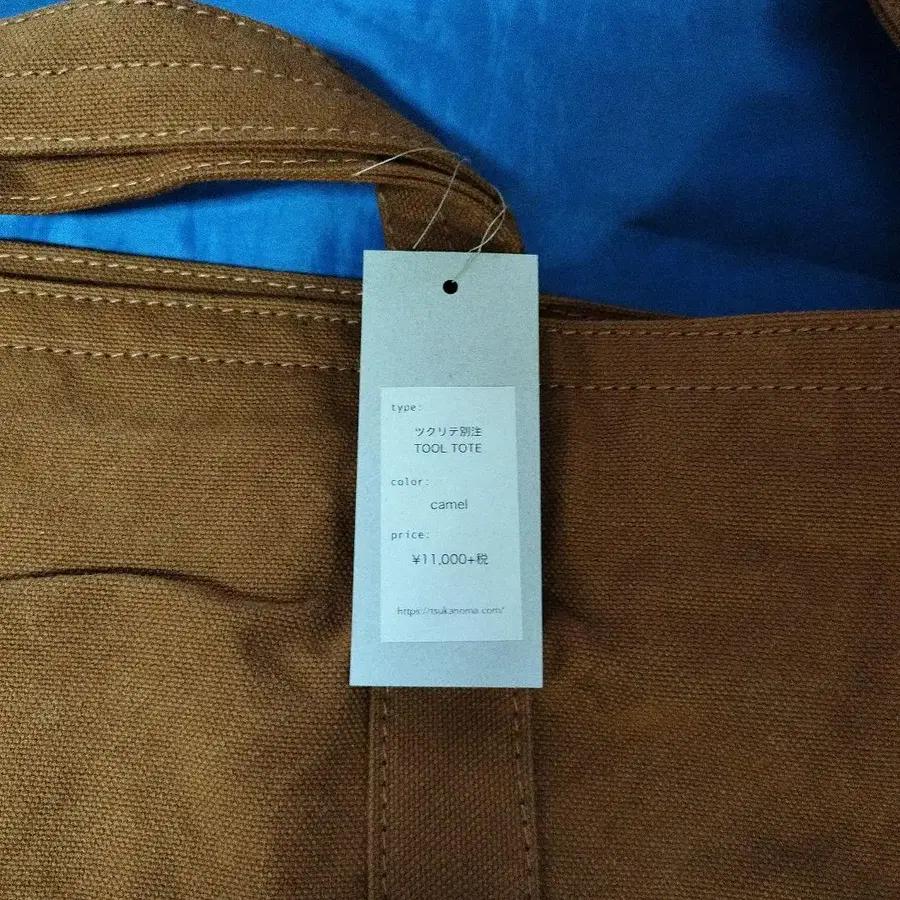 type:
ツクリテ別注
TOOL TOTE
color:
camel
price:
¥11,000+税
https://tsukanoma.com/